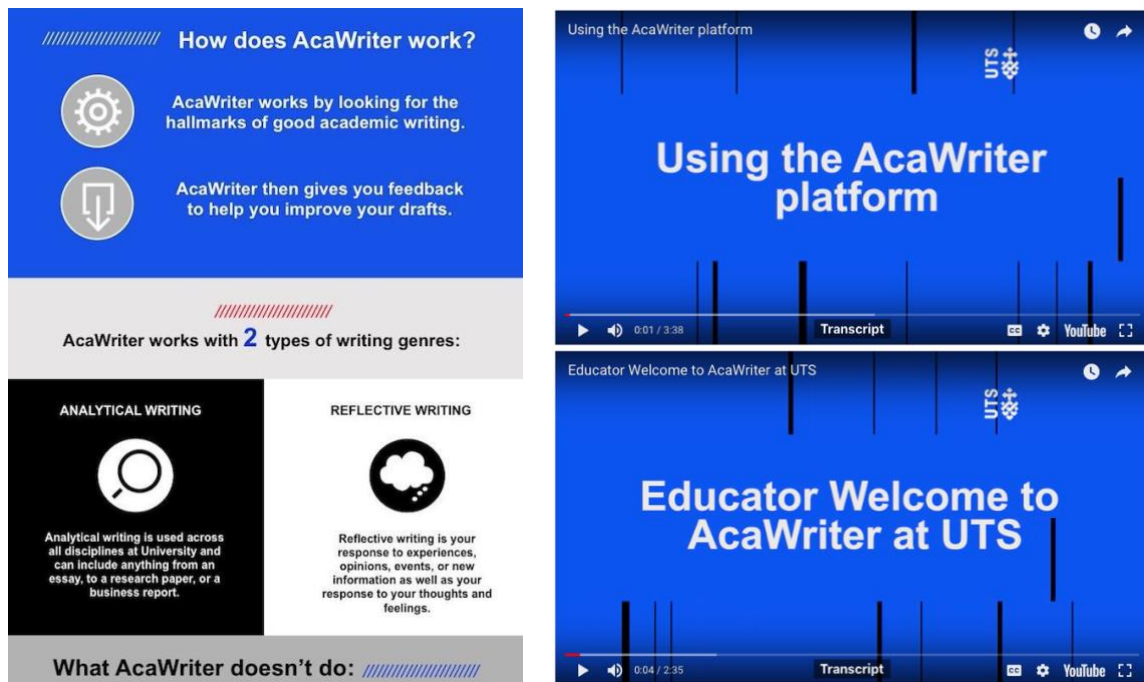 How does AcaWriter work?
AcaWriter works by looking for the
hallmarks of good academic writing.
AcaWriter then gives you feedback
to help you improve your drafts.
AcaWriter works with 2 types of writing genres:
ANALYTICAL WRITING
Analytical writing is used across
all disciplines at University and
can include anything from an
essay, to a research paper, or a
business report.
REFLECTIVE WRITING
Reflective writing is your
response to experiences,
opinions, events, or new
information as well as your
response to your thoughts and
feelings.
What AcaWriter doesn't do:
Using the AcaWriter platform
UTS
Using the AcaWriter
platform
0:01 / 3:38
Transcript
CC
YouTube
Educator Welcome to AcaWriter at UTS
UTS
Educator Welcome to
AcaWriter at UTS
0:04 / 2:35
Transcript
CC
YouTube